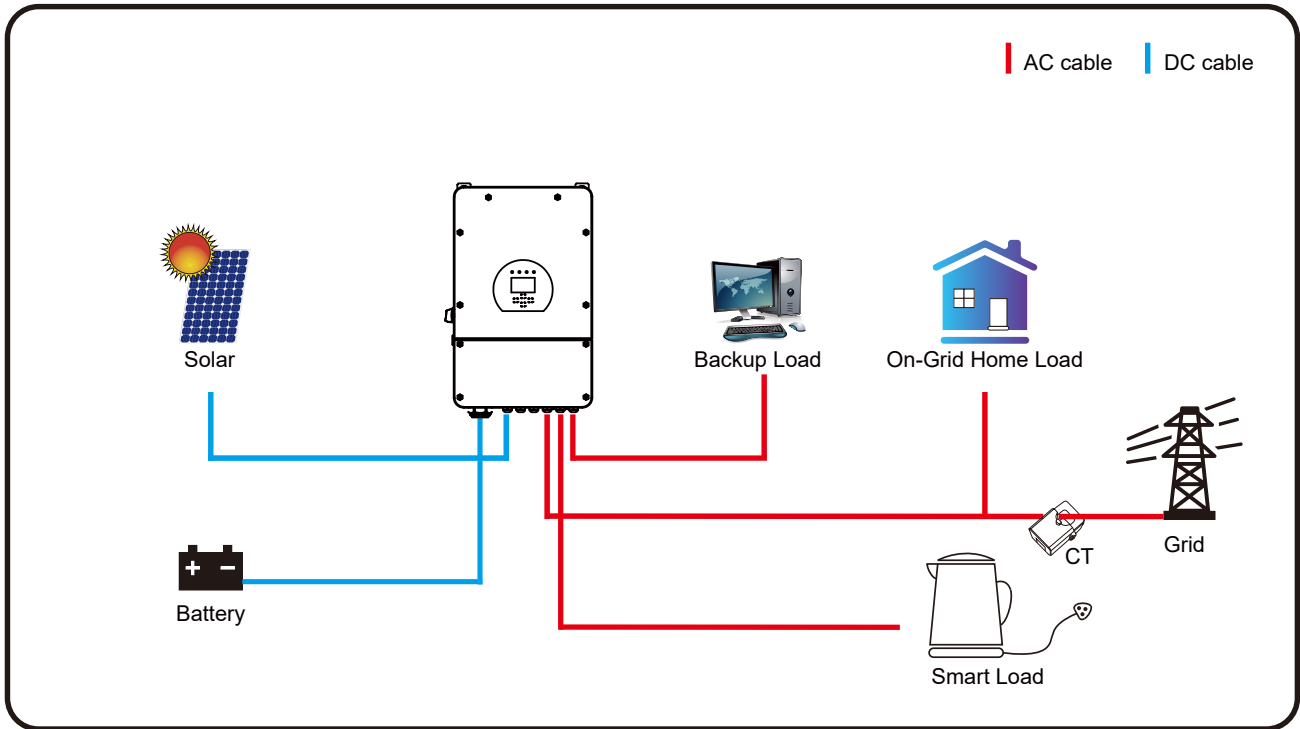 AC cable
DC cable
Solar
Backup Load
On-Grid Home Load
CT
Grid
Battery
Smart Load